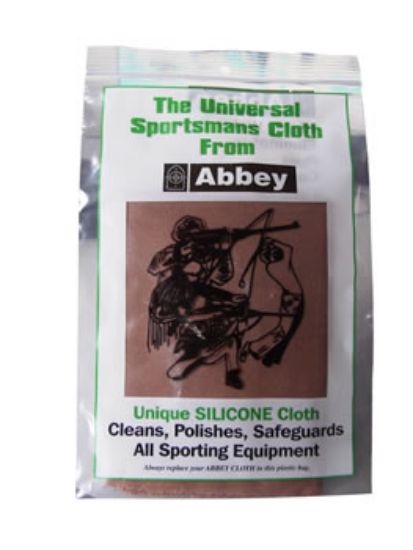 The Universal
Sportsmans Cloth
From
Abbey
Unique SILICONE Cloth
Cleans, Polishes, Safeguards
All Sporting Equipment
Always replace your ABBEY CLOTH in this plastic bag.